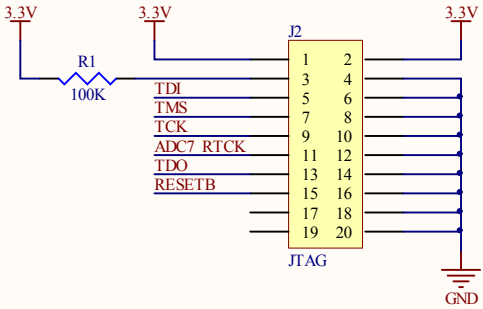 3.3V 3.3V 3.3V
J2
R1
100K
1 2
3 4
TDI 5 6
TMS 7 8
TCK 9 10
ADC7 RTCK 11 12
TDO 13 14
RESETB 15 16
17 18
19 20
JTAG
GND